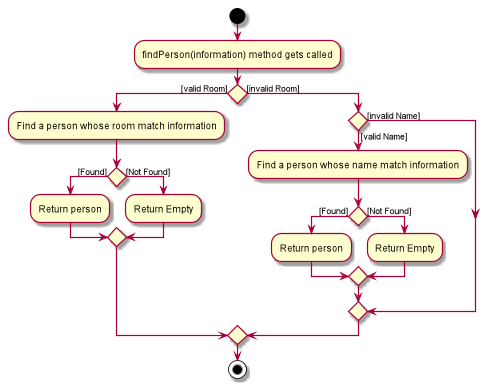 findPerson(information) method gets called
[valid Room]
[invalid Room]
Find a person whose room match information
[Found]
[Not Found]
Return person
Return Empty
[invalid Name]
[valid Name]
Find a person whose name match information
[Found]
[Not Found]
Return person
Return Empty